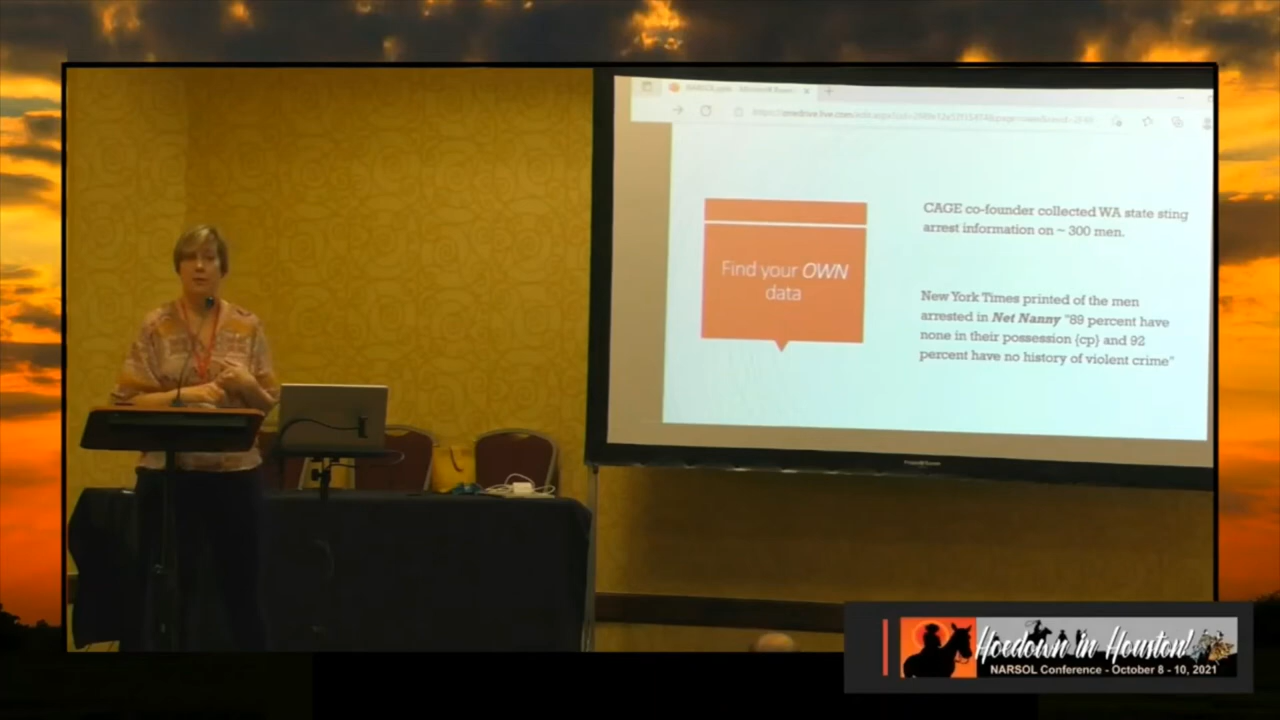 Find your OWN
data
CAGE co-founder collected WA state sting
arrest information on ~ 300 men.
New York Times printed of the men
arrested in Net Nanny "89 percent have
none in their possession {cp} and 92
percent have no history of violent crime"
Hoedown in Houston!
NARSOL Conference - October 8 - 10, 2021